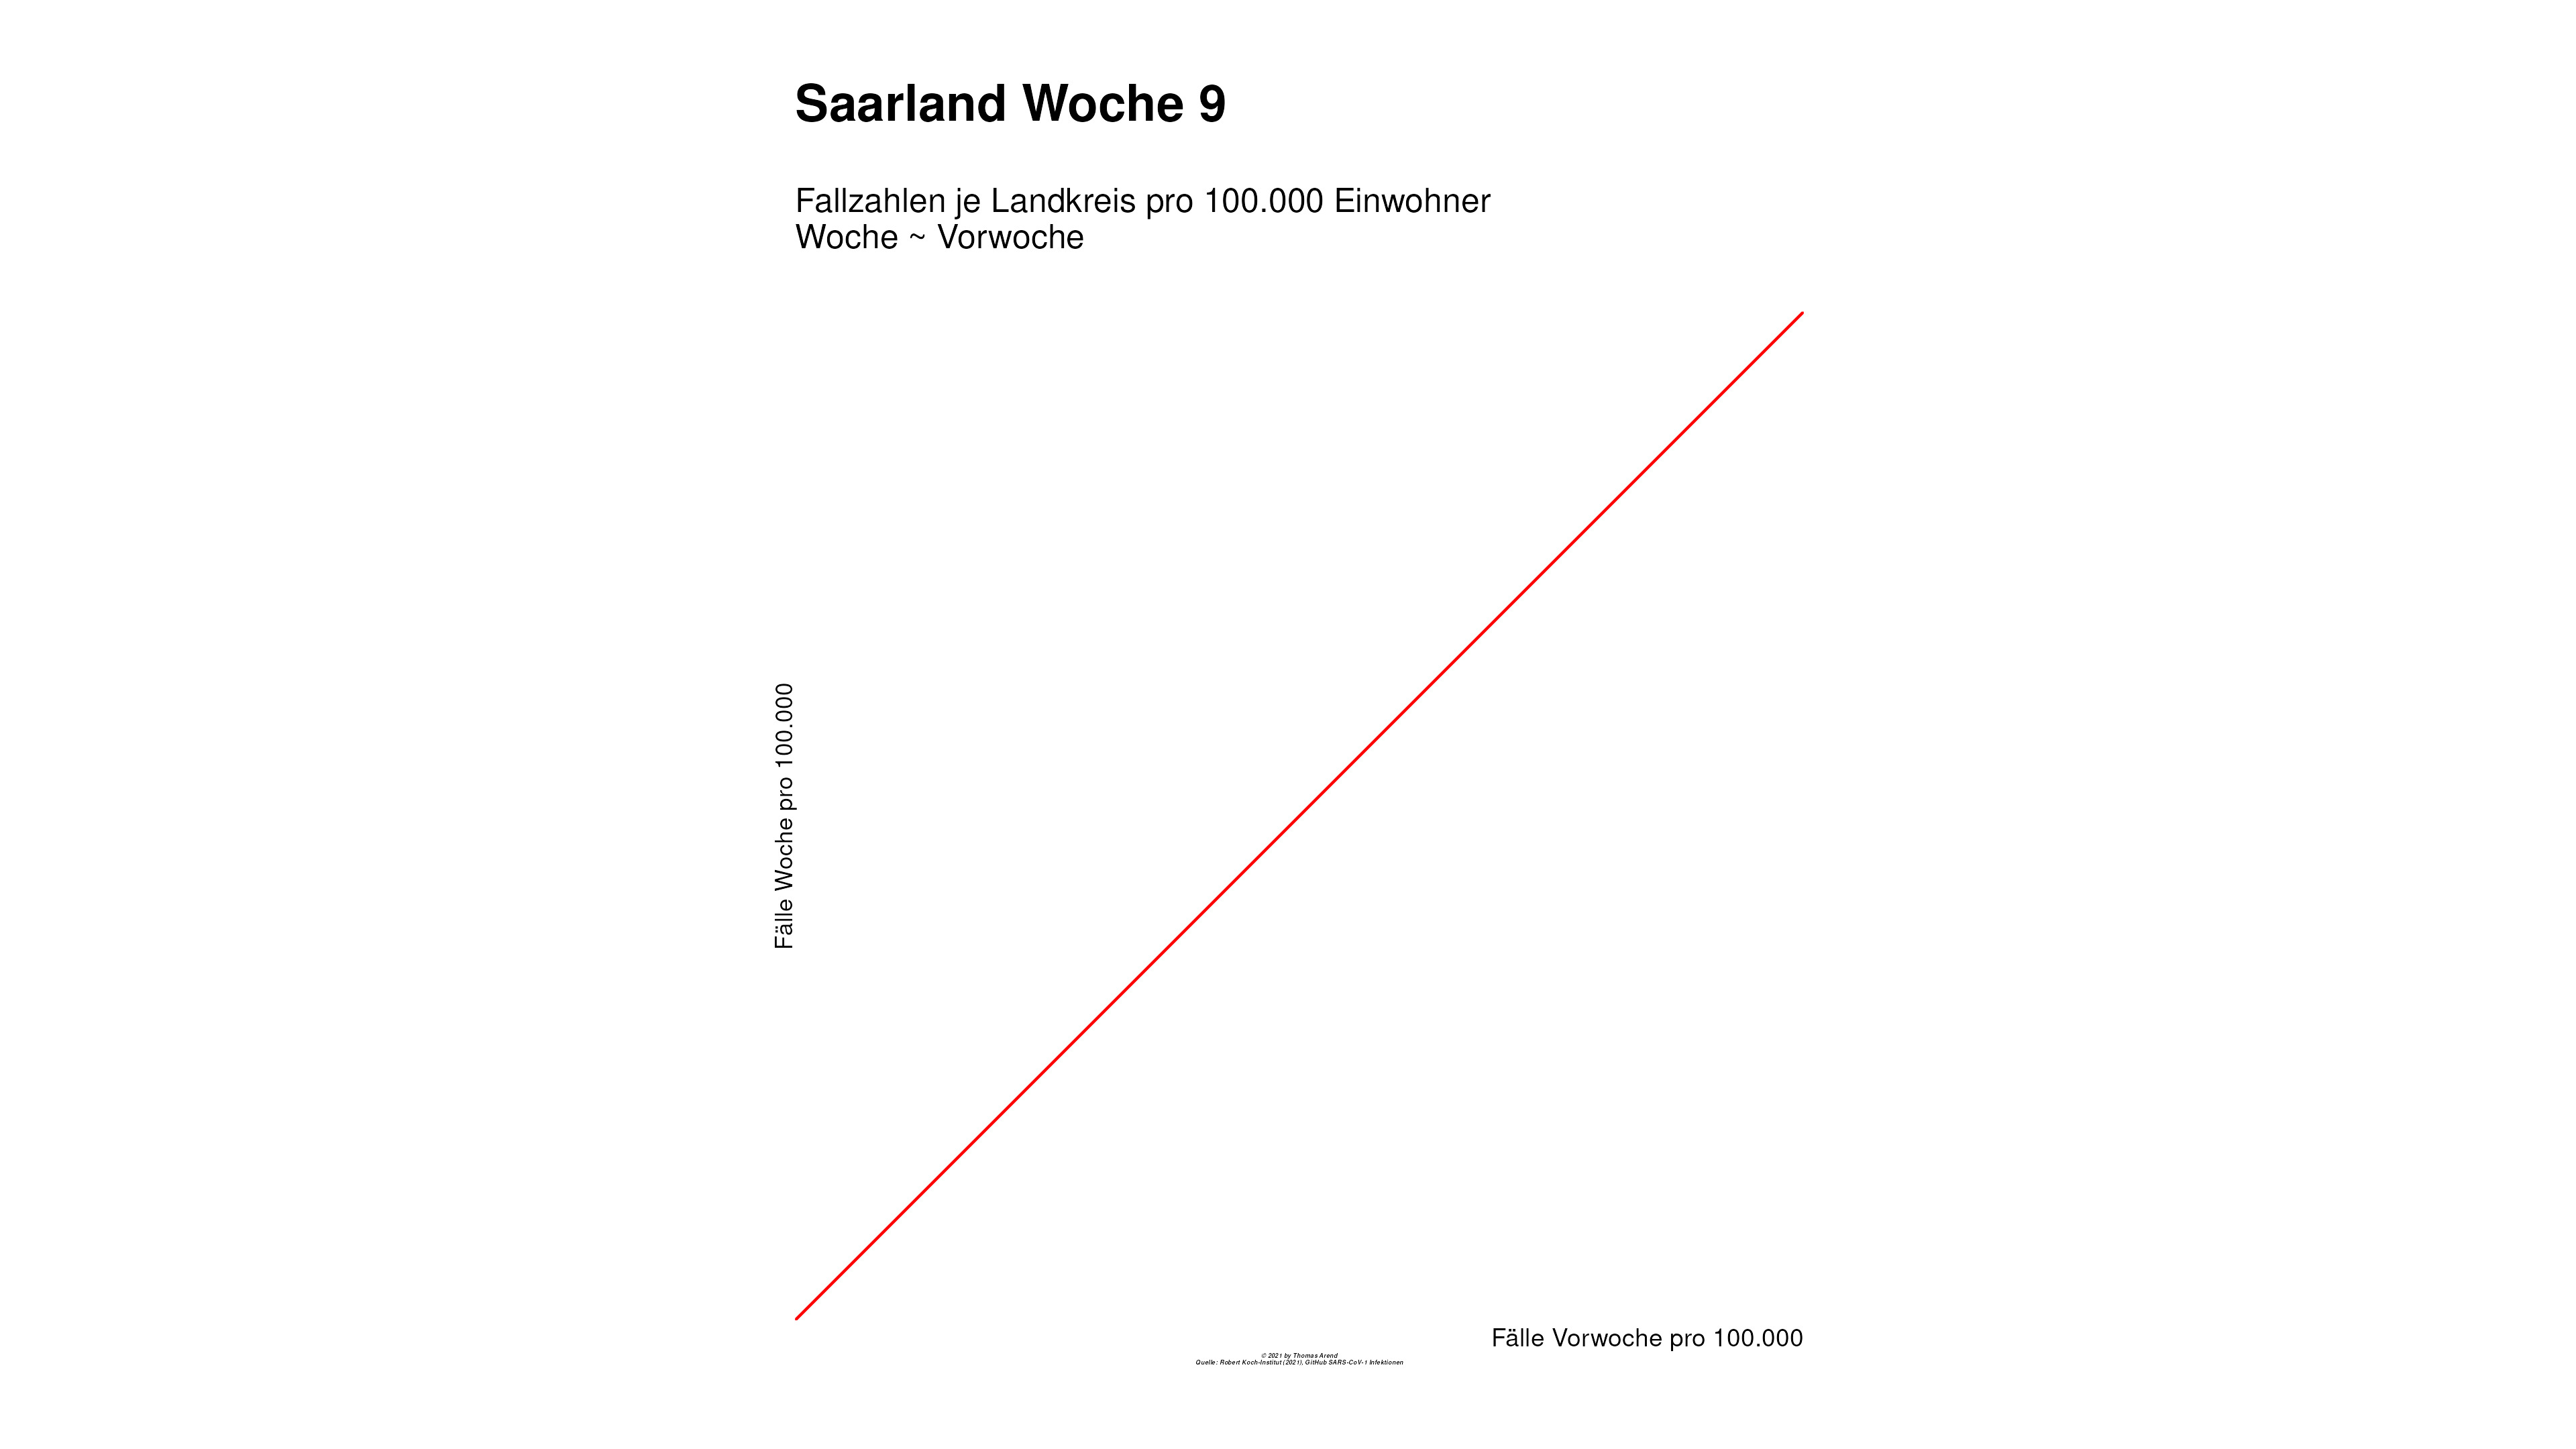 Saarland Woche 9
Fallzahlen je Landkreis pro 100.000 Einwohner
Woche ~ Vorwoche
Fälle Woche pro 100.000
Fälle Vorwoche pro 100.000
© 2021 by Thomas Arend
Quelle: Robert Koch-Institut (2021), GitHub SARS-CoV-1 Infektionen